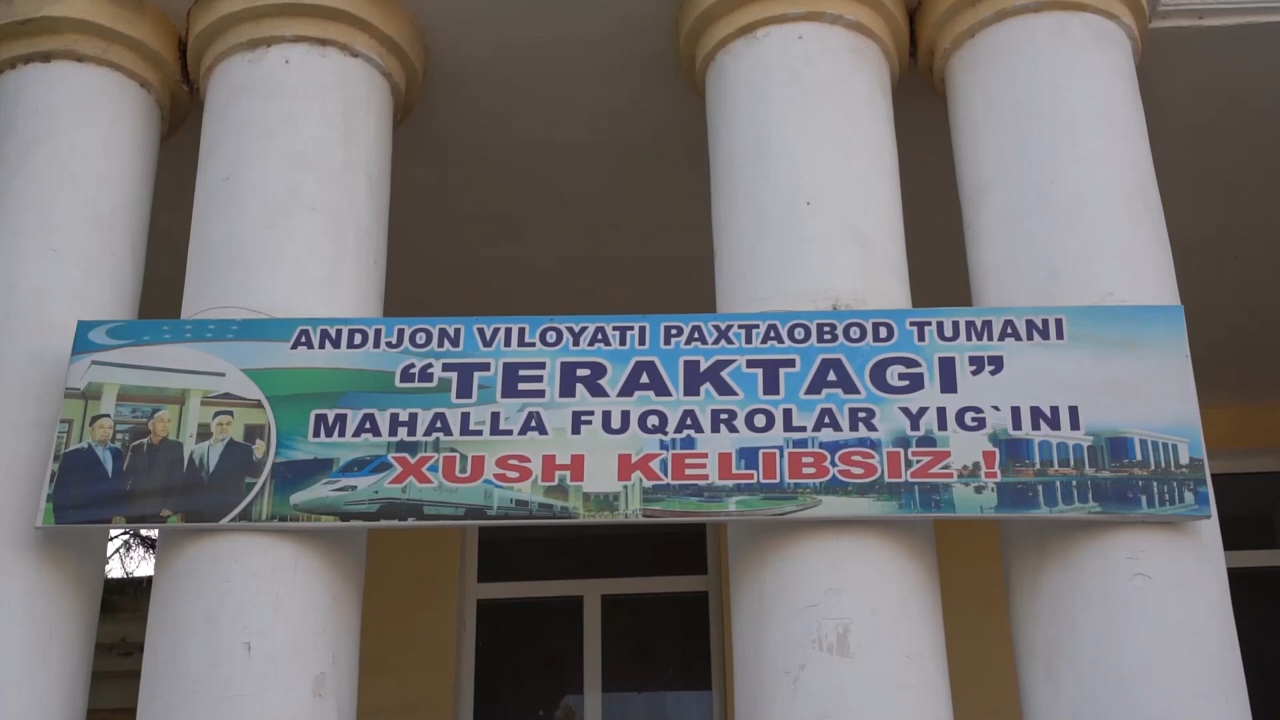 ANDIJON VILOYATI PAXTAOBOD TUMANI
“TERAKTAGI”
MAHALLA FUQAROLAR YIG`INI
XUSH KELIBSIZ !